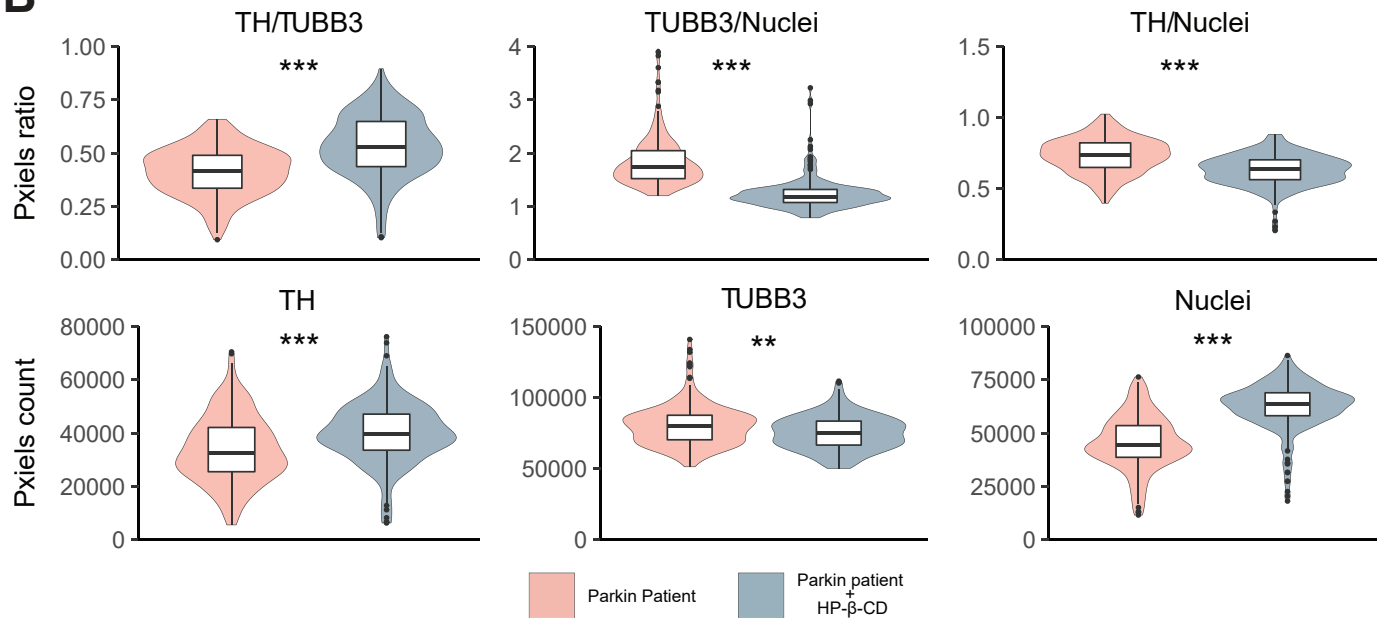 B
TH/TUBB3
TUBB3/Nuclei
TH/Nuclei
Pxiels ratio
1.00
0.75
0.50
0.25
0.00
***
4
3
2
1
0
***
1.5
1.0
0.5
0.0
***
TH
TUBB3
Nuclei
Pxiels count
80000
60000
40000
20000
0
***
150000
100000
50000
0
**
100000
75000
50000
25000
0
***
Parkin Patient
Parkin patient
+
HP-β-CD